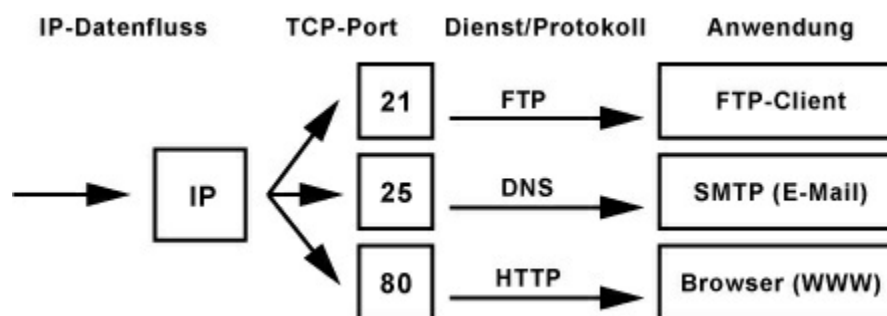 IP-Datenfluss TCP-Port Dienst/Protokoll Anwendung
21 FTP FTP-Client
IP 25 DNS SMTP (E-Mail)
80 HTTP Browser (WWW)